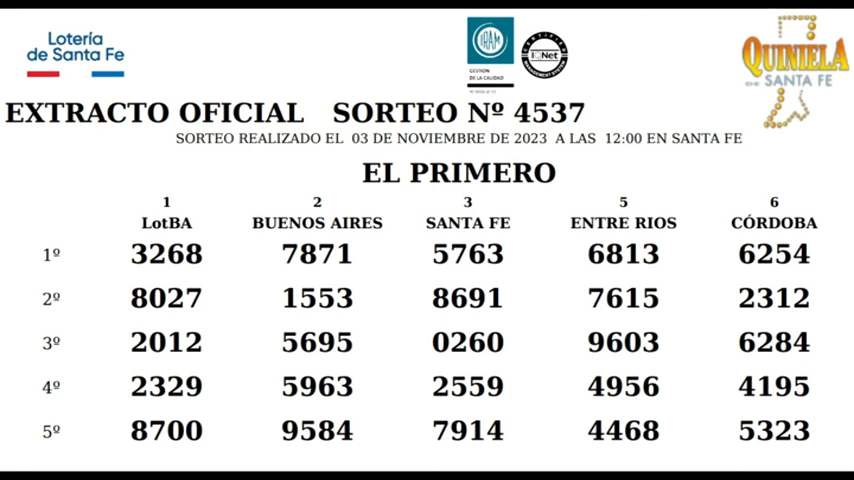 Lotería
de Santa Fe
IRAM
GESTION
DE LA CALIDAD
CERTIFIED
IQNet
MANAGEMENT SYSTEM
QUINIELA
DE SANTA FE
EXTRACTO OFICIAL SORTEO Nº 4537
SORTEO REALIZADO EL 03 DE NOVIEMBRE DE 2023 A LAS 12:00 EN SANTA FE
EL PRIMERO
1 2 3 5 6
LotBA BUENOS AIRES SANTA FE ENTRE RIOS CÓRDOBA
1º 3268 7871 5763 6813 6254
2º 8027 1553 8691 7615 2312
3º 2012 5695 0260 9603 6284
4º 2329 5963 2559 4956 4195
5º 8700 9584 7914 4468 5323